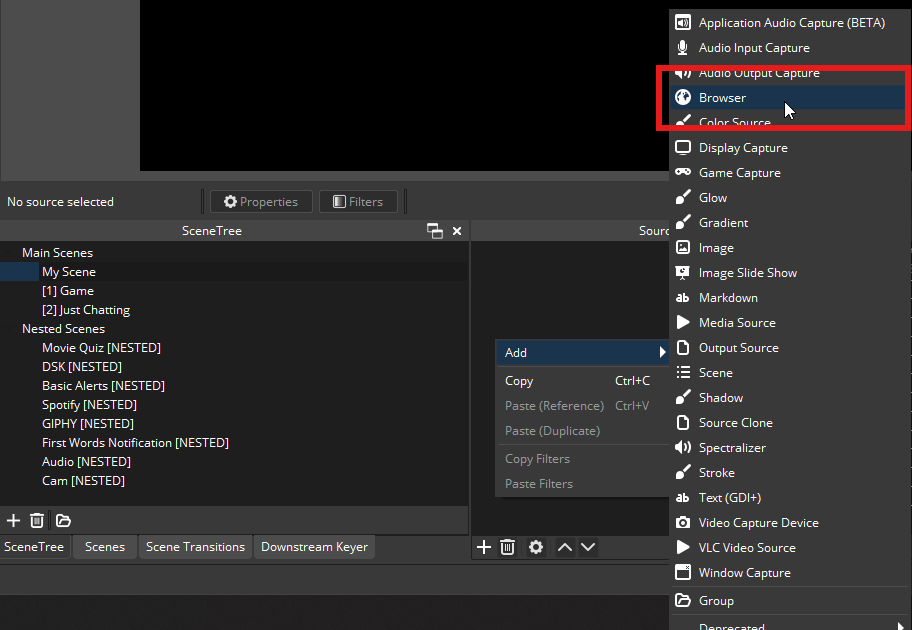 No source selected
Properties
Filters
SceneTree
Main Scenes
My Scene
[1] Game
[2] Just Chatting
Nested Scenes
Movie Quiz [NESTED]
DSK [NESTED]
Basic Alerts [NESTED]
Spotify [NESTED]
GIPHY [NESTED]
First Words Notification [NESTED]
Audio [NESTED]
Cam [NESTED]
SceneTree
Scenes
Scene Transitions
Downstream Keyer
Sourc
Add
Copy Ctrl+C
Paste (Reference) Ctrl+V
Paste (Duplicate)
Copy Filters
Paste Filters
Application Audio Capture (BETA)
Audio Input Capture
Audio Output Capture
Browser
Color Source
Display Capture
Game Capture
Glow
Gradient
Image
Image Slide Show
ab Markdown
Media Source
Output Source
Scene
Shadow
Source Clone
Spectralizer
Stroke
ab Text (GDI+)
Video Capture Device
VLC Video Source
Window Capture
Group
Deprecated